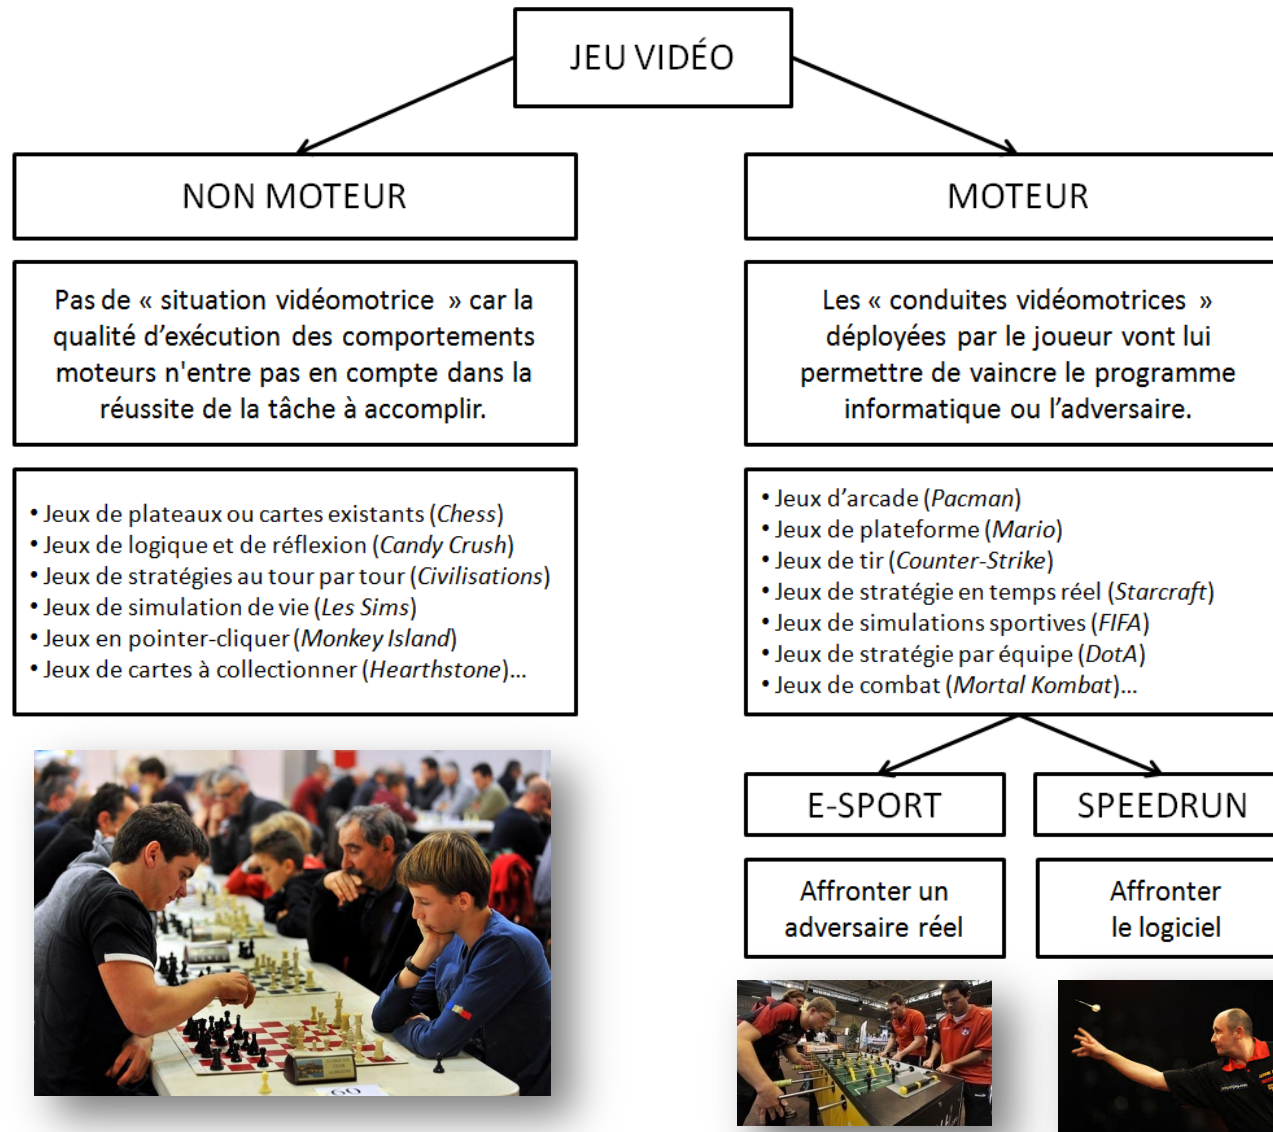 JEU VIDÉO
NON MOTEUR
Pas de « situation vidéomotrice » car la
qualité d’exécution des comportements
moteurs n'entre pas en compte dans la
réussite de la tâche à accomplir.
• Jeux de plateaux ou cartes existants (Chess)
• Jeux de logique et de réflexion (Candy Crush)
• Jeux de stratégies au tour par tour (Civilisations)
• Jeux de simulation de vie (Les Sims)
• Jeux en pointer-cliquer (Monkey Island)
• Jeux de cartes à collectionner (Hearthstone)…
MOTEUR
Les « conduites vidéomotrices »
déployées par le joueur vont lui
permettre de vaincre le programme
informatique ou l’adversaire.
• Jeux d’arcade (Pacman)
• Jeux de plateforme (Mario)
• Jeux de tir (Counter-Strike)
• Jeux de stratégie en temps réel (Starcraft)
• Jeux de simulations sportives (FIFA)
• Jeux de stratégie par équipe (DotA)
• Jeux de combat (Mortal Kombat)…
E-SPORT
Affronter un
adversaire réel
SPEEDRUN
Affronter
le logiciel
60